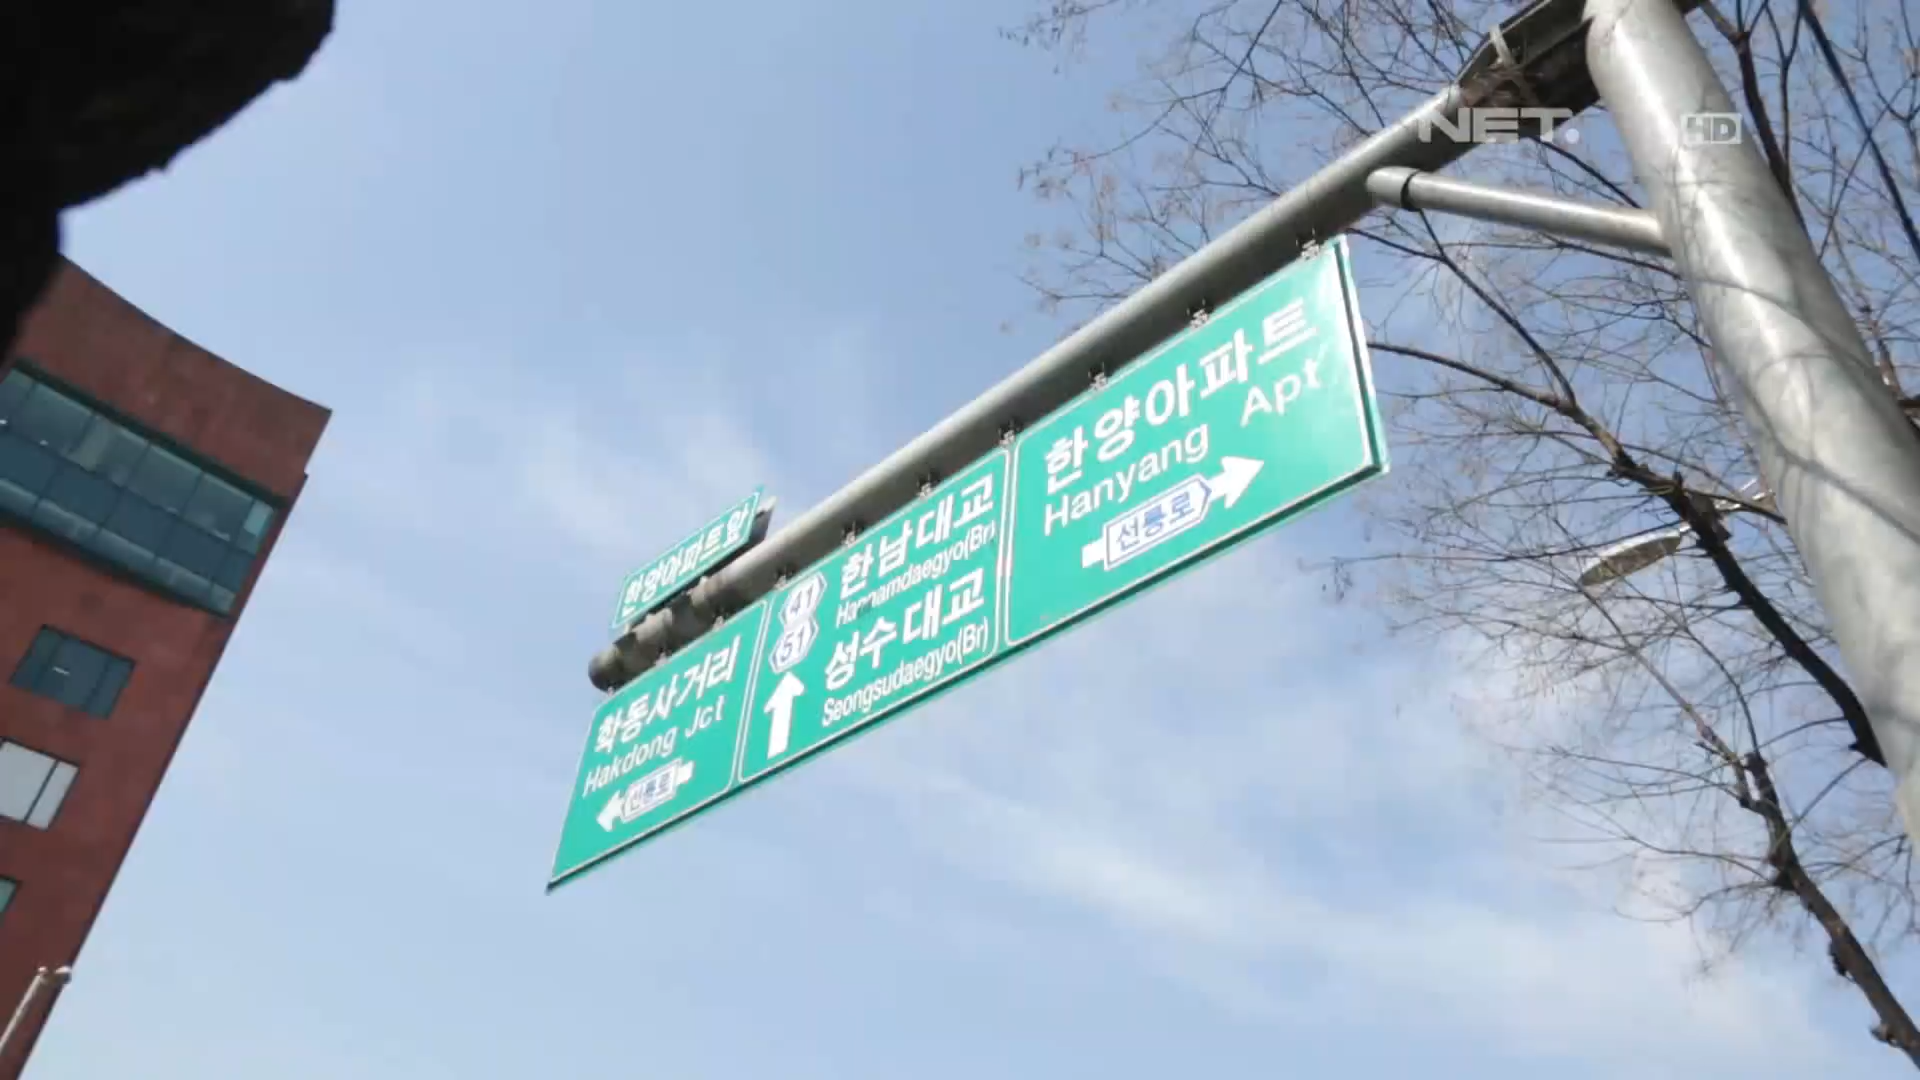 NET.
HD
한양아파트앞
학동사거리
Hakdong Jct
선릉로
41
51
한남대교
Hannamdaegyo(Br)
성수대교
Seongsudaegyo(Br)
한양아파트
Hanyang Apt
선릉로